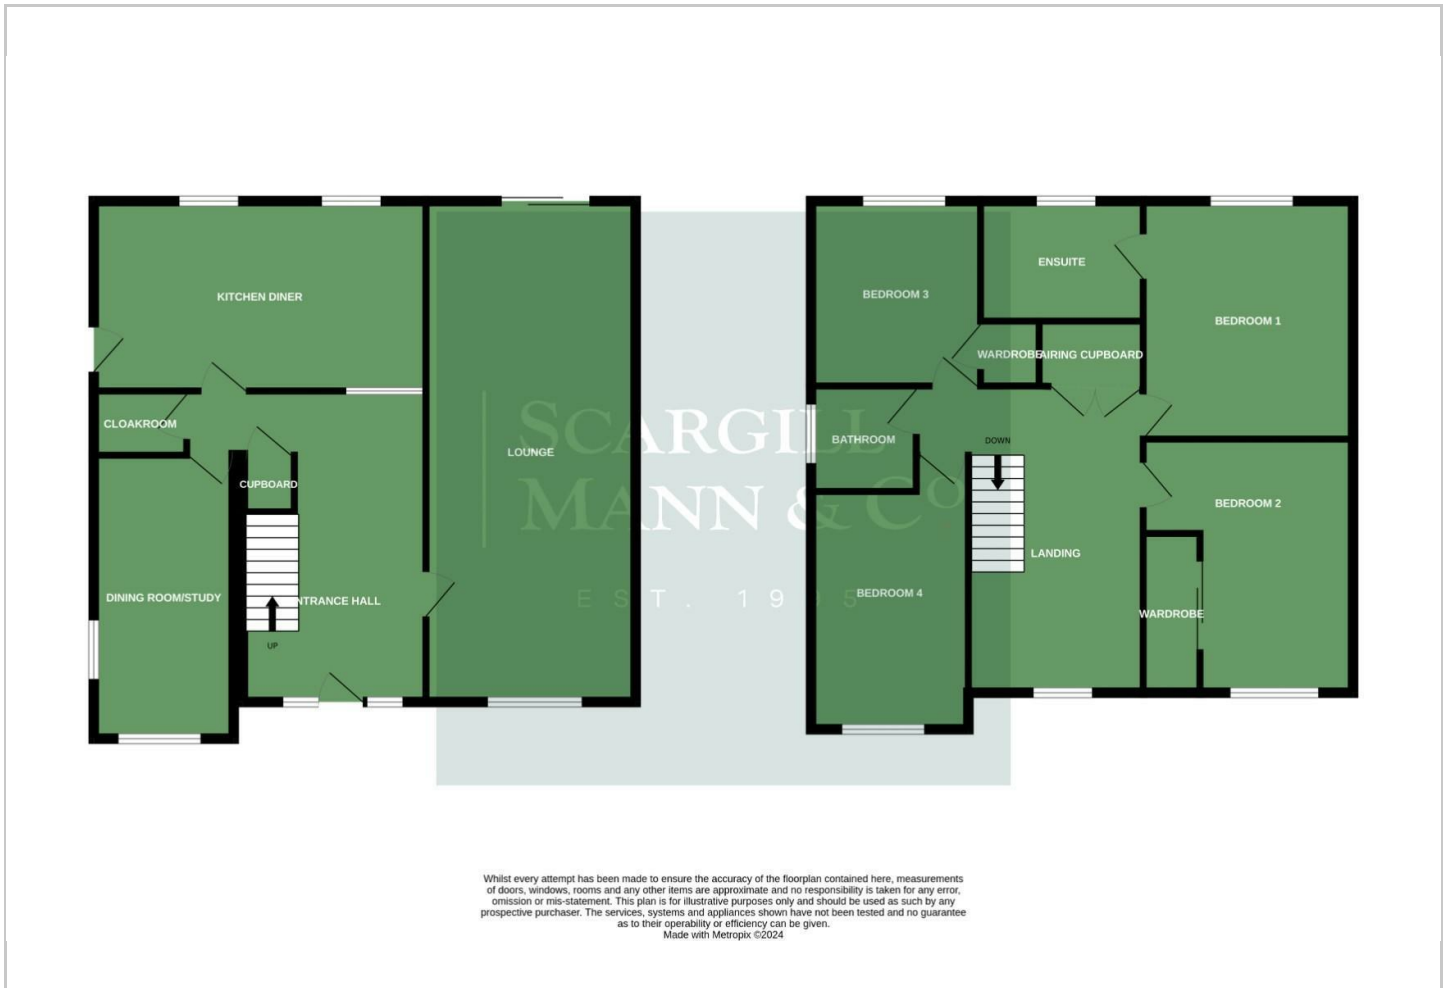 KITCHEN DINER
CLOAKROOM
CUPBOARD
DINING ROOM/STUDY
NTRANCE HALL
UP
LOUNGE
BEDROOM 3
ENSUITE
BEDROOM 1
WARDROBE
AIRING CUPBOARD
BATHROOM
DOWN
BEDROOM 2
LANDING
BEDROOM 4
WARDROBE
SCARGILL
MANN & CO
EST. 1995
Whilst every attempt has been made to ensure the accuracy of the floorplan contained here, measurements
of doors, windows, rooms and any other items are approximate and no responsibility is taken for any error,
omission or mis-statement. This plan is for illustrative purposes only and should be used as such by any
prospective purchaser. The services, systems and appliances shown have not been tested and no guarantee
as to their operability or efficiency can be given.
Made with Metropix ©2024